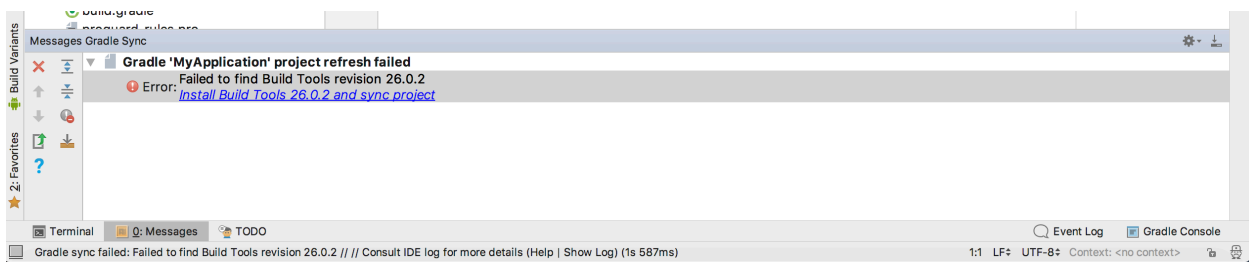 build.gradle
proguard-rules.pro
Build Variants
2: Favorites
Messages Gradle Sync
Gradle 'MyApplication' project refresh failed
Error: Failed to find Build Tools revision 26.0.2
Install Build Tools 26.0.2 and sync project
Terminal 0: Messages TODO Event Log Gradle Console
Gradle sync failed: Failed to find Build Tools revision 26.0.2 // // Consult IDE log for more details (Help | Show Log) (1s 587ms) 1:1 LF÷ UTF-8÷ Context: <no context>